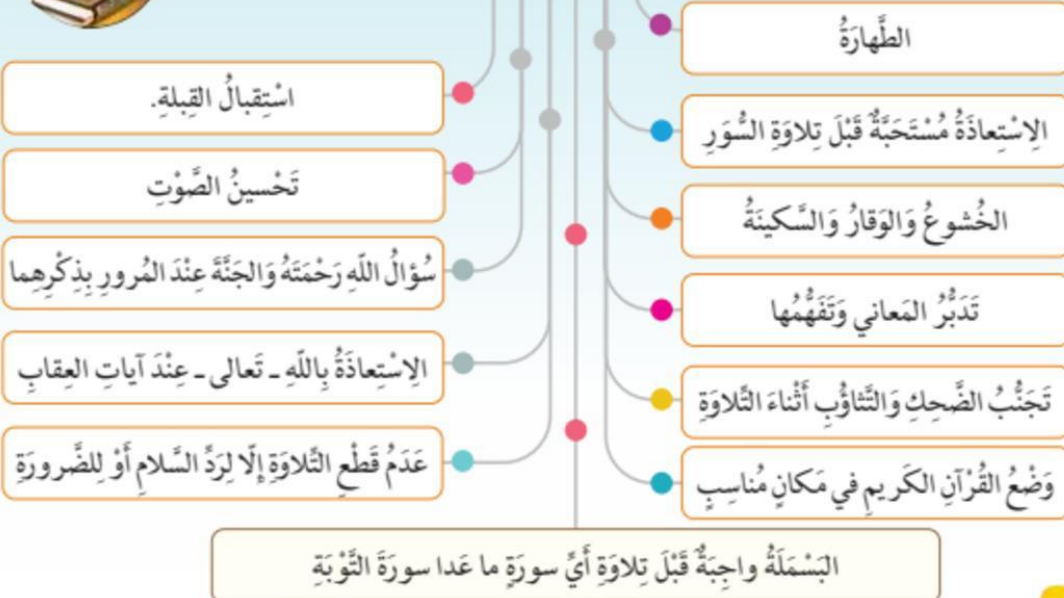 الطَّهارَةُ
الِاسْتِعاذَةُ مُسْتَحَبَّةٌ قَبْلَ تِلاوَةِ السُّوَرِ
الخُشوعُ وَالوَقارُ وَالسَّكينَةُ
تَدَبُّرُ المَعاني وَتَفَهُّمُها
تَجَنُّبُ الضَّحِكِ وَالتَّثاؤُبِ أَثْناءَ التِّلاوَةِ
وَضْعُ القُرْآنِ الكَريمِ في مَكانٍ مُناسِبٍ
اسْتِقبالُ القِبلةِ.
تَحْسينُ الصَّوْتِ
سُؤالُ اللّهِ رَحْمَتَهُ وَالجَنَّةَ عِنْدَ المُرورِ بِذِكْرِهِما
الِاسْتِعاذَةُ بِاللّهِ ـ تَعالى ـ عِنْدَ آياتِ العِقابِ
عَدَمُ قَطْعِ التِّلاوَةِ إِلّا لِرَدِّ السَّلامِ أَوْ لِلضَّرورَةِ
البَسْمَلَةُ واجِبَةٌ قَبْلَ تِلاوَةِ أَيِّ سورَةٍ ما عَدا سورَةَ التَّوْبَةِ